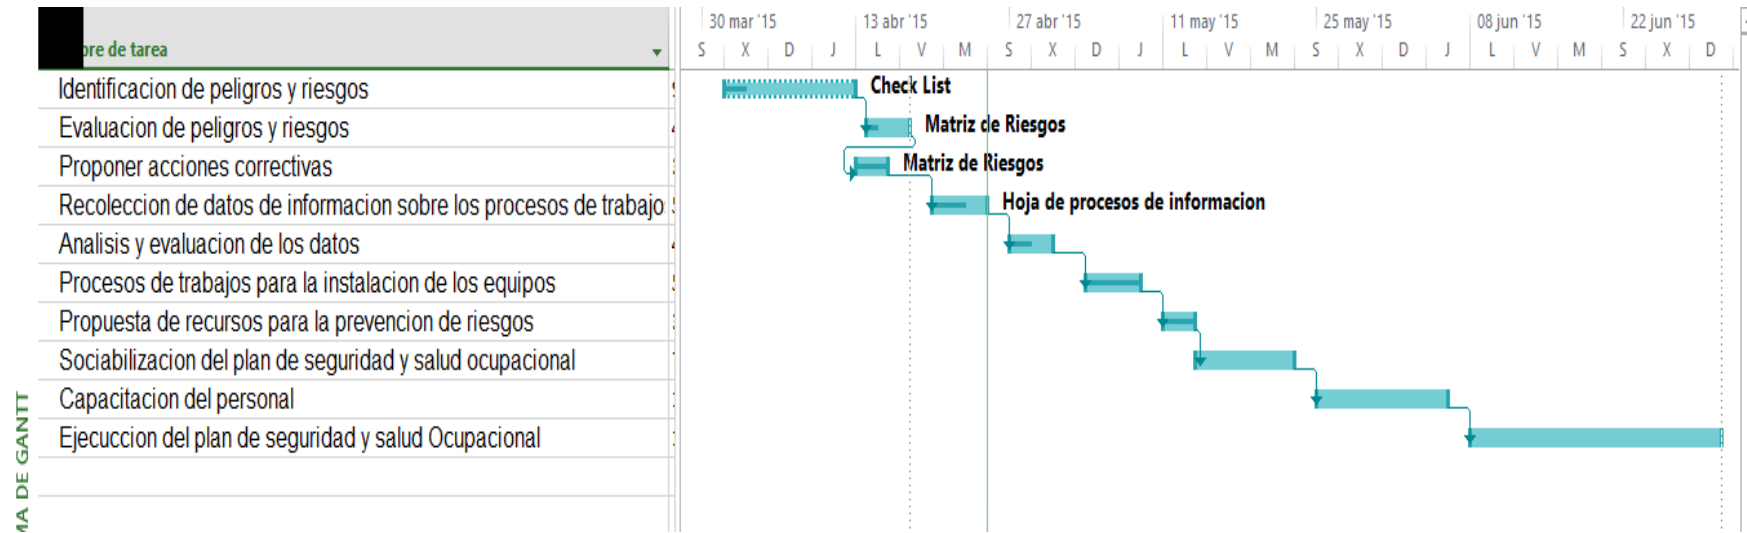 30 mar '15 13 abr '15 27 abr '15 11 may '15 25 may '15 08 jun '15 22 jun '15
bre de tarea
S X D J L V M S X D J L V M S X D J L V M S X D
Identificacion de peligros y riesgos
Check List
Evaluacion de peligros y riesgos
Matriz de Riesgos
Proponer acciones correctivas
Matriz de Riesgos
Recoleccion de datos de informacion sobre los procesos de trabajo
Hoja de procesos de informacion
Analisis y evaluacion de los datos
Procesos de trabajos para la instalacion de los equipos
Propuesta de recursos para la prevencion de riesgos
Sociabilizacion del plan de seguridad y salud ocupacional
Capacitacion del personal
Ejecuccion del plan de seguridad y salud Ocupacional
MA DE GANTT